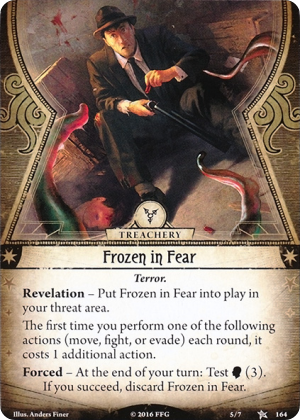 TREACHERY
Frozen in Fear
Terror.
Revelation – Put Frozen in Fear into play in
your threat area.
The first time you perform one of the following
actions (move, fight, or evade) each round, it
costs 1 additional action.
Forced – At the end of your turn: Test (3).
If you succeed, discard Frozen in Fear.
Illus. Anders Finer © 2016 FFG 5/7 164